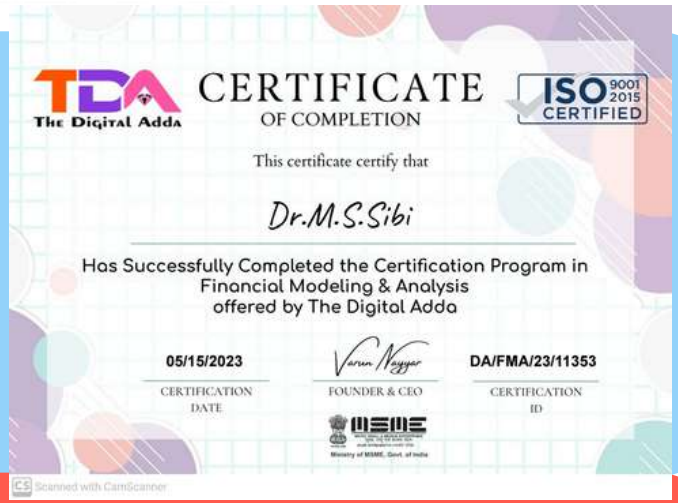 TDA
The Digital Adda
CERTIFICATE
OF COMPLETION
ISO 9001
2015
CERTIFIED
This certificate certify that
Dr.M.S.Sibi
Has Successfully Completed the Certification Program in
Financial Modeling & Analysis
offered by The Digital Adda
05/15/2023
CERTIFICATION
DATE
Varun Nayyar
FOUNDER & CEO
DA/FMA/23/11353
CERTIFICATION
ID
MSME
Ministry of MSME, Govt. of India
CS Scanned with CamScanner